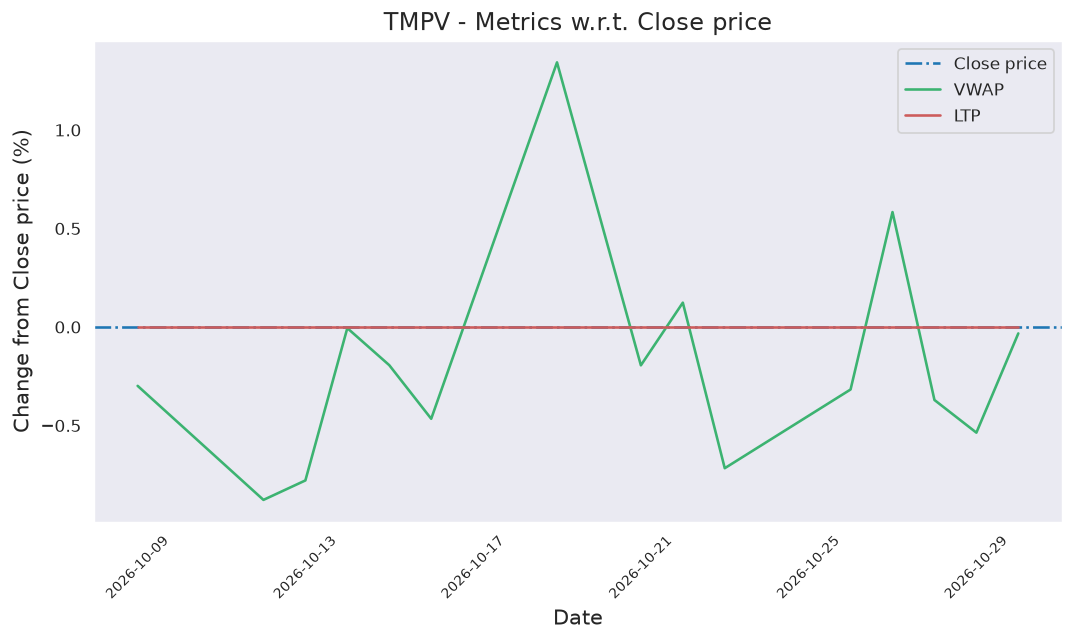 TMPV - Metrics w.r.t. Close price
Close price
VWAP
LTP
Change from Close price (%)
1.0
0.5
0.0
−0.5
2026-10-09
2026-10-13
2026-10-17
2026-10-21
2026-10-25
2026-10-29
Date